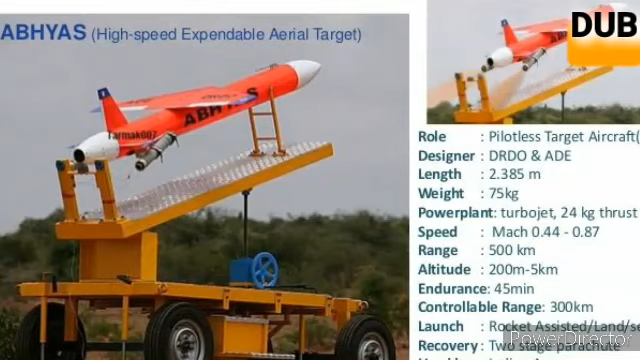 ABHYAS (High-speed Expendable Aerial Target)
DUB
ABHYAS
Tarmak007
Role : Pilotless Target Aircraft(
Designer : DRDO & ADE
Length : 2.385 m
Weight : 75kg
Powerplant: turbojet, 24 kg thrust
Speed : Mach 0.44 - 0.87
Range : 500 km
Altitude : 200m-5km
Endurance: 45min
Controllable Range: 300km
Launch : Rocket Assisted/Land/se
Recovery : Two stage parachute
PowerDirector